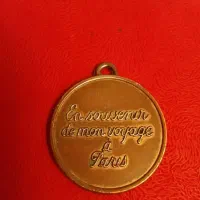 En souvenir
de mon voyage
à
Paris